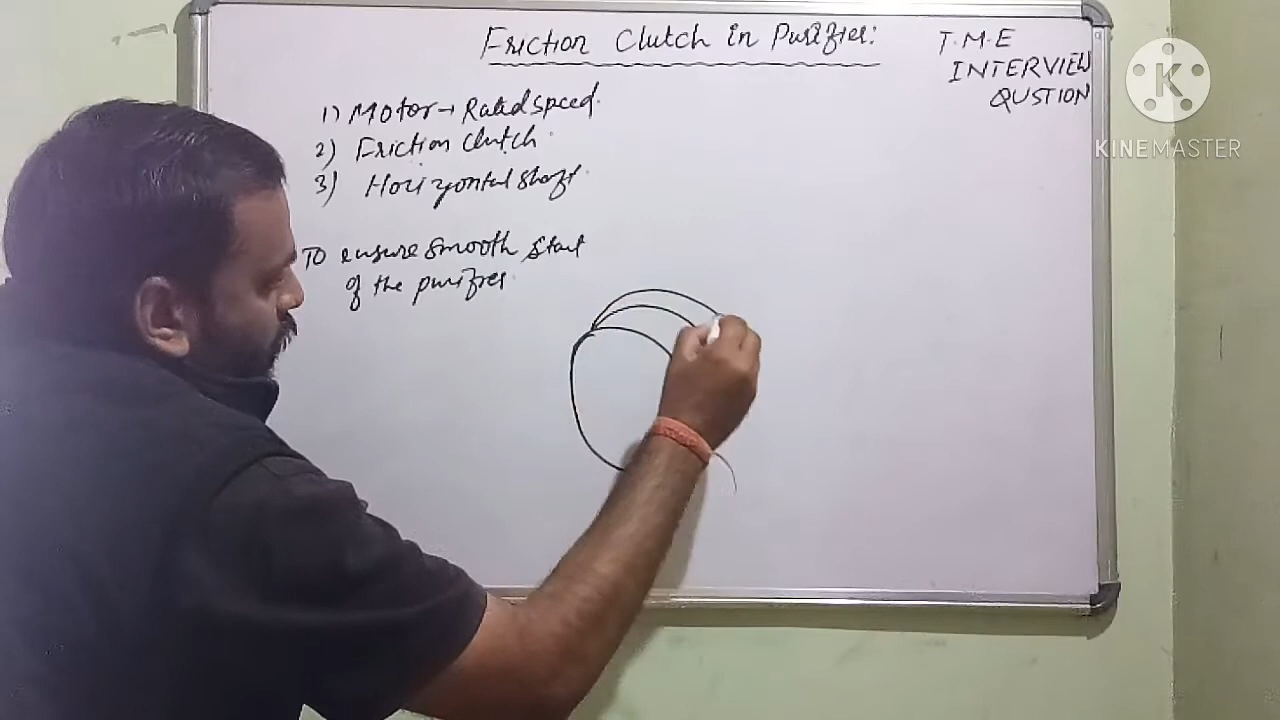 Friction Clutch in Purifier:
T.M.E
INTERVIEW
QUSTION
1) Motor → Rated speed.
2) Friction Clutch.
3) Horizontal shaft.
To ensure smooth start
of the purifres.
K
KINEMASTER